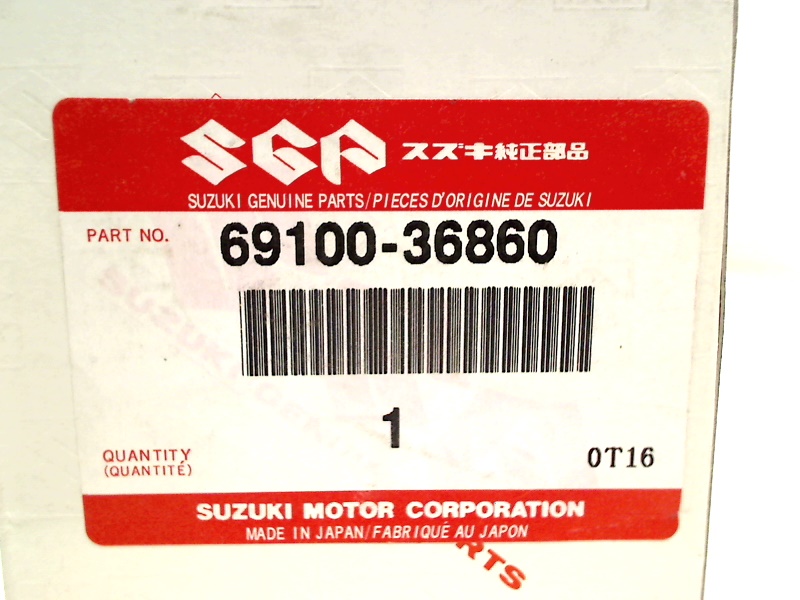 SGP スズキ純正部品
SUZUKI GENUINE PARTS/PIECES D'ORIGINE DE SUZUKI
PART NO. 69100-36860
1
QUANTITY
(QUANTITÉ)
0T16
SUZUKI MOTOR CORPORATION
MADE IN JAPAN/FABRIQUÉ AU JAPON
RTS